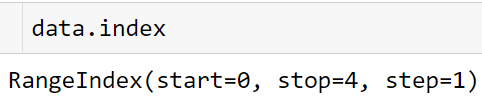 data.index
RangeIndex(start=0, stop=4, step=1)